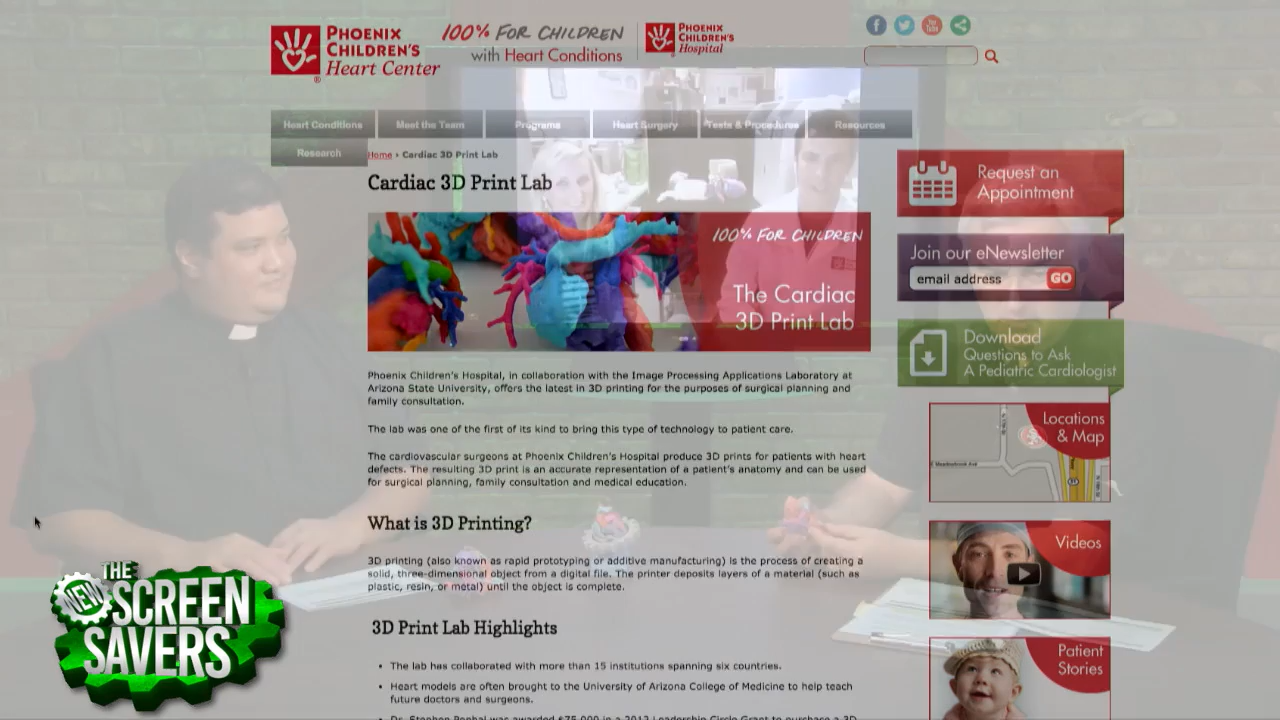 PHOENIX
CHILDREN'S
Heart Center
100% FOR CHILDREN
with Heart Conditions
PHOENIX
CHILDREN'S
Hospital
Heart Conditions
Meet the Team
Programs
Heart Surgery
Tests & Procedures
Resources
Research
Home › Cardiac 3D Print Lab
Cardiac 3D Print Lab
100% FOR CHILDREN
The Cardiac
3D Print Lab
Phoenix Children's Hospital, in collaboration with the Image Processing Applications Laboratory at
Arizona State University, offers the latest in 3D printing for the purposes of surgical planning and
family consultation.
The lab was one of the first of its kind to bring this type of technology to patient care.
The cardiovascular surgeons at Phoenix Children's Hospital produce 3D prints for patients with heart
defects. The resulting 3D print is an accurate representation of a patient's anatomy and can be used
for surgical planning, family consultation and medical education.
What is 3D Printing?
3D printing (also known as rapid prototyping or additive manufacturing) is the process of creating a
solid, three-dimensional object from a digital file. The printer deposits layers of a material (such as
plastic, resin, or metal) until the object is complete.
3D Print Lab Highlights
• The lab has collaborated with more than 15 institutions spanning six countries.
• Heart models are often brought to the University of Arizona College of Medicine to help teach
future doctors and surgeons.
Request an
Appointment
Join our eNewsletter
email address
GO
Download
Questions to Ask
A Pediatric Cardiologist
Locations
& Map
Videos
Patient
Stories
THE
NEW
SCREEN
SAVERS